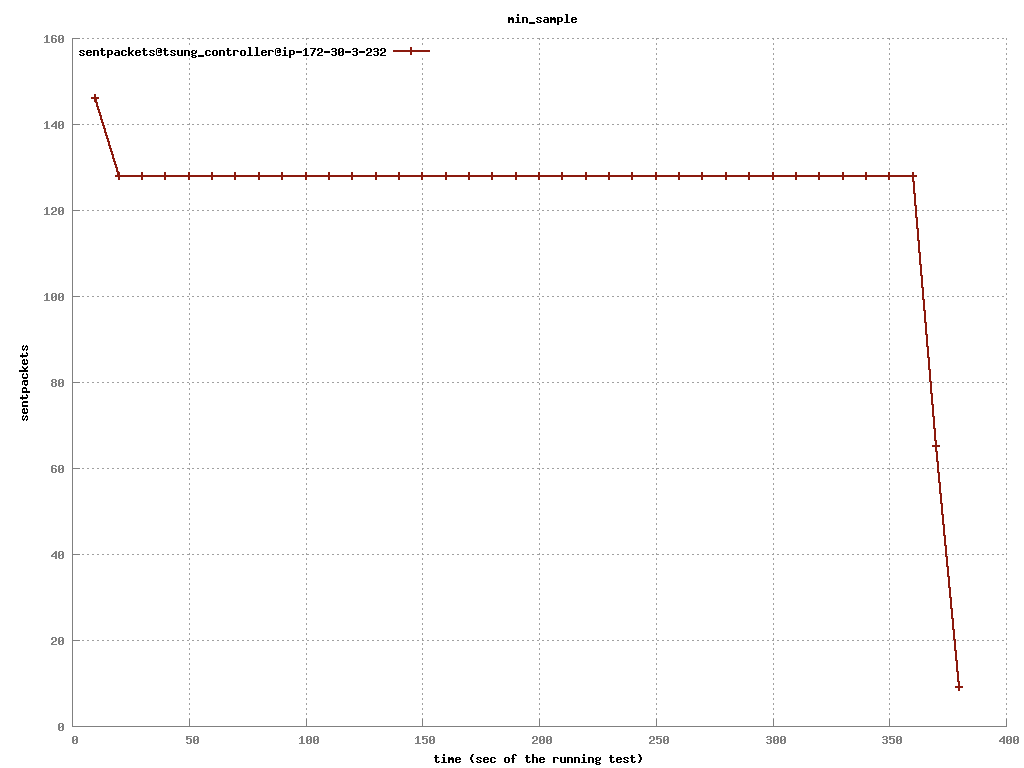 min_sample
sentpackets@tsung_controller@ip-172-30-3-232
160
140
120
100
80
60
40
20
0
sentpackets
0 50 100 150 200 250 300 350 400
time (sec of the running test)